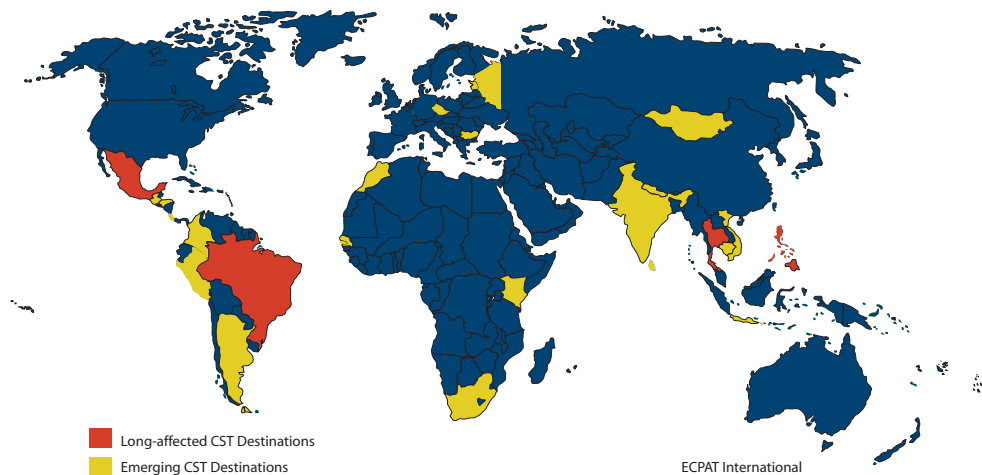 Long-affected CST Destinations
Emerging CST Destinations
ECPAT International